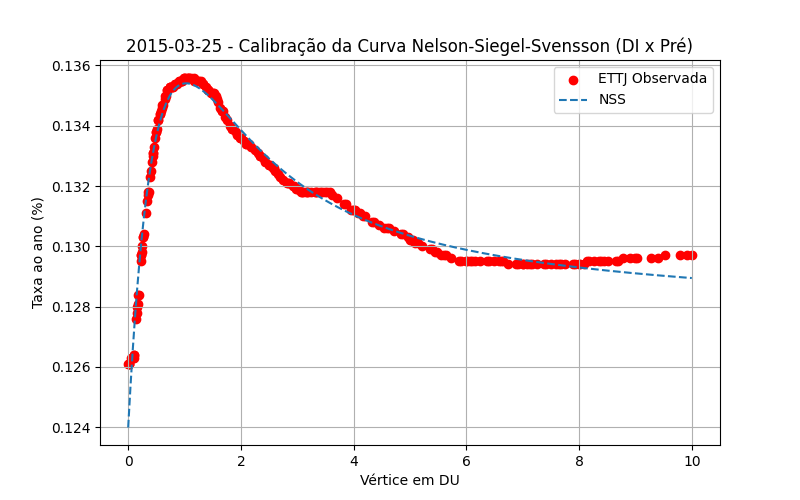 2015-03-25 - Calibração da Curva Nelson-Siegel-Svensson (DI x Pré)
ETTJ Observada
NSS
Taxa ao ano (%)
0.136
0.134
0.132
0.130
0.128
0.126
0.124
0
2
4
6
8
10
Vértice em DU